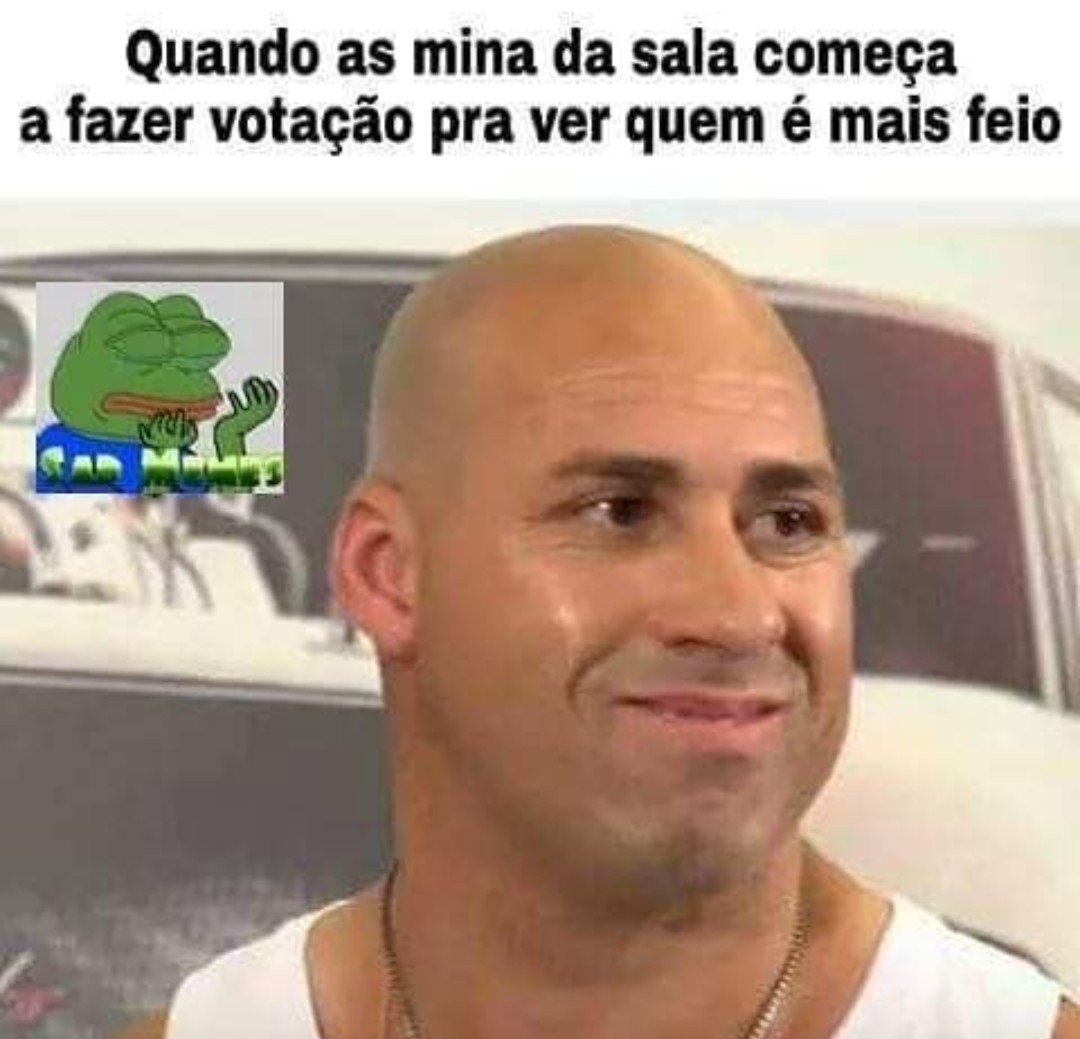 Quando as mina da sala começa
a fazer votação pra ver quem é mais feio
Sad Memes